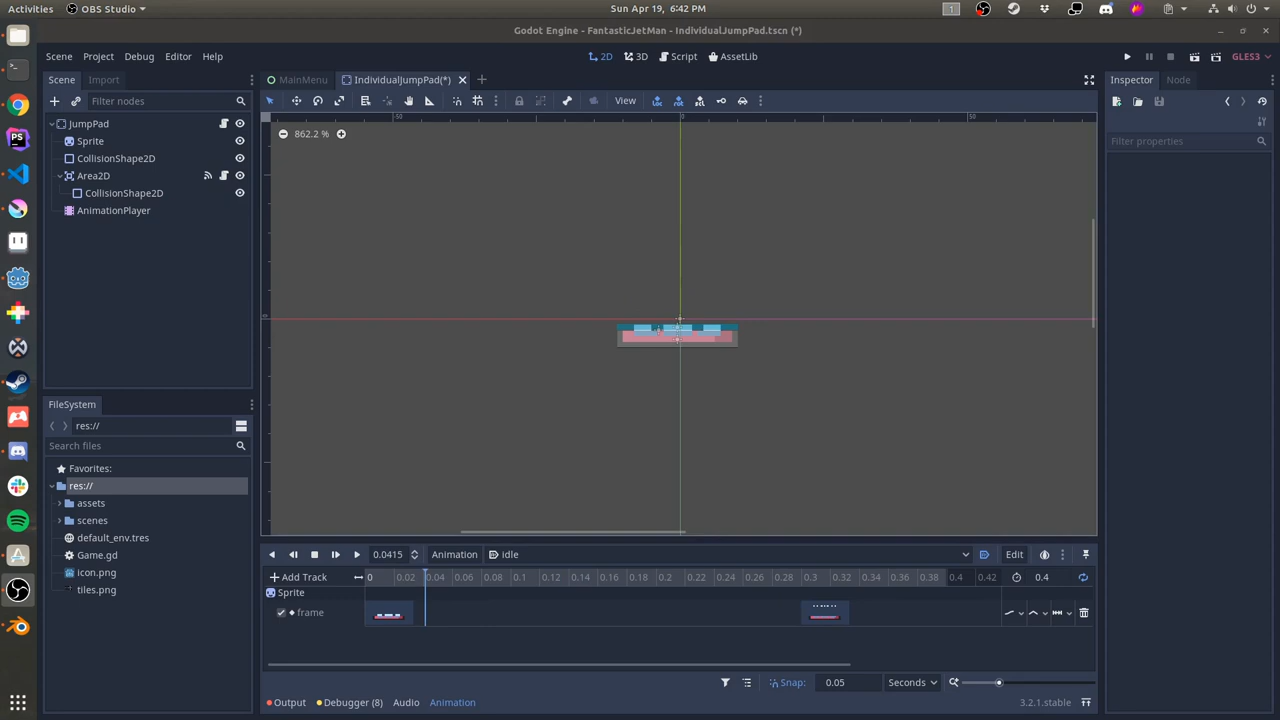 Activities
OBS Studio
Sun Apr 19, 6:42 PM
1
Godot Engine - FantasticJetMan - IndividualJumpPad.tscn (*)
Scene Project Debug Editor Help
2D 3D Script AssetLib
GLES3
Scene Import
MainMenu
IndividualJumpPad(*)
Inspector Node
Filter nodes
View
JumpPad
Sprite
CollisionShape2D
Area2D
CollisionShape2D
AnimationPlayer
862.2 %
-50 0 50
0
Filter properties
FileSystem
res://
Search files
Favorites:
res://
assets
scenes
default_env.tres
Game.gd
icon.png
tiles.png
0.0415 Animation idle Edit
Add Track
0 0.02 0.04 0.06 0.08 0.1 0.12 0.14 0.16 0.18 0.2 0.22 0.24 0.26 0.28 0.3 0.32 0.34 0.36 0.38 0.4 0.42
0.4
Sprite
frame
Snap: 0.05 Seconds
Output Debugger (8) Audio Animation
3.2.1.stable